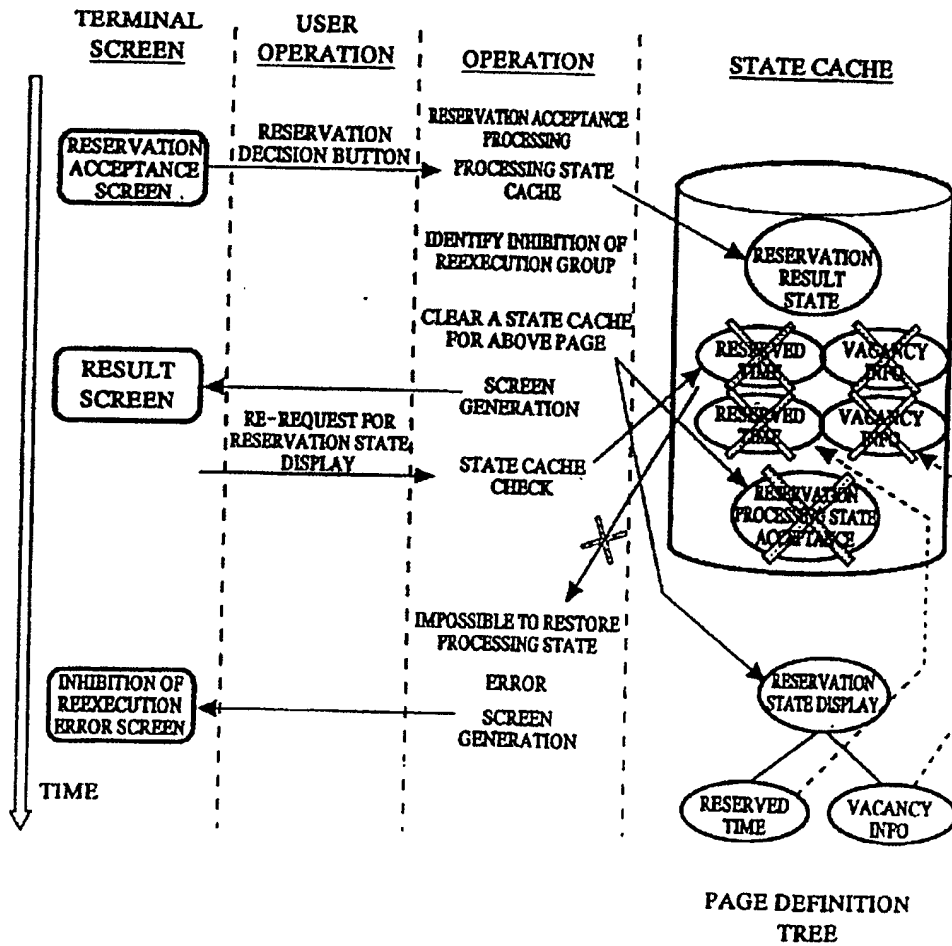 TERMINAL
SCREEN
USER
OPERATION
OPERATION
STATE CACHE
RESERVATION
ACCEPTANCE
SCREEN
RESERVATION
DECISION BUTTON
RESERVATION ACCEPTANCE
PROCESSING
PROCESSING STATE
CACHE
IDENTIFY INHIBITION OF
REEXECUTION GROUP
CLEAR A STATE CACHE
FOR ABOVE PAGE
RESERVATION
RESULT
STATE
RESERVED
TIME
VACANCY
INFO
RESERVED
TIME
VACANCY
INFO
RESERVATION
PROCESSING STATE
ACCEPTANCE
RESULT
SCREEN
SCREEN
GENERATION
RE-REQUEST FOR
RESERVATION STATE
DISPLAY
STATE CACHE
CHECK
IMPOSSIBLE TO RESTORE
PROCESSING STATE
INHIBITION OF
REEXECUTION
ERROR SCREEN
ERROR
SCREEN
GENERATION
RESERVATION
STATE DISPLAY
RESERVED
TIME
VACANCY
INFO
TIME
PAGE DEFINITION
TREE